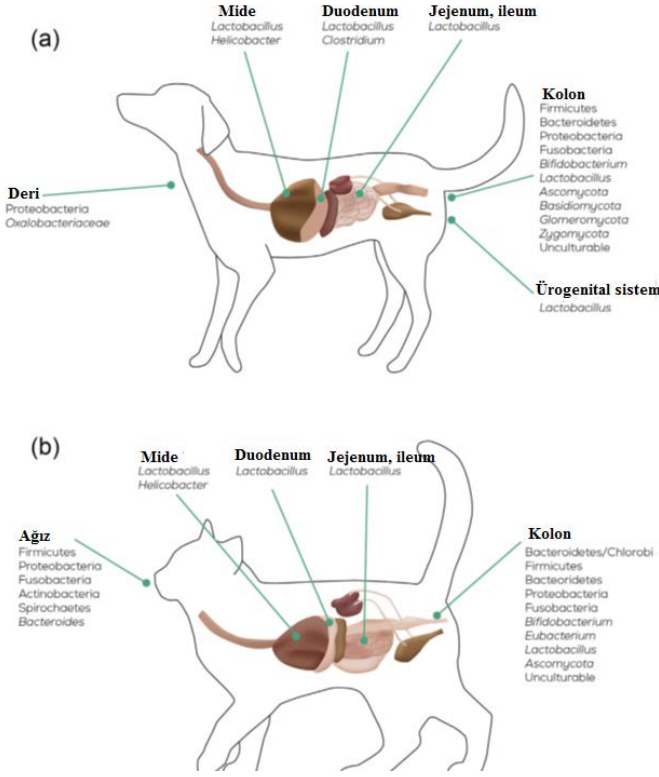 (a)
Mide
Lactobacillus
Helicobacter
Duodenum
Lactobacillus
Clostridium
Jejenum, ileum
Lactobacillus
Kolon
Firmicutes
Bacteroidetes
Proteobacteria
Fusobacteria
Bifidobacterium
Lactobacillus
Ascomycota
Basidiomycota
Glomeromycota
Zygomycota
Unculturable
Deri
Proteobacteria
Oxalobacteriaceae
Ürogenital sistem
Lactobacillus
(b)
Mide
Lactobacillus
Helicobacter
Duodenum
Lactobacillus
Jejenum, ileum
Lactobacillus
Ağız
Firmicutes
Proteobacteria
Fusobacteria
Actinobacteria
Spirochaetes
Bacteroides
Kolon
Bacteroidetes/Chlorobi
Firmicutes
Bacteoridetes
Proteobacteria
Fusobacteria
Bifidobacterium
Eubacterium
Lactobacillus
Ascomycota
Unculturable